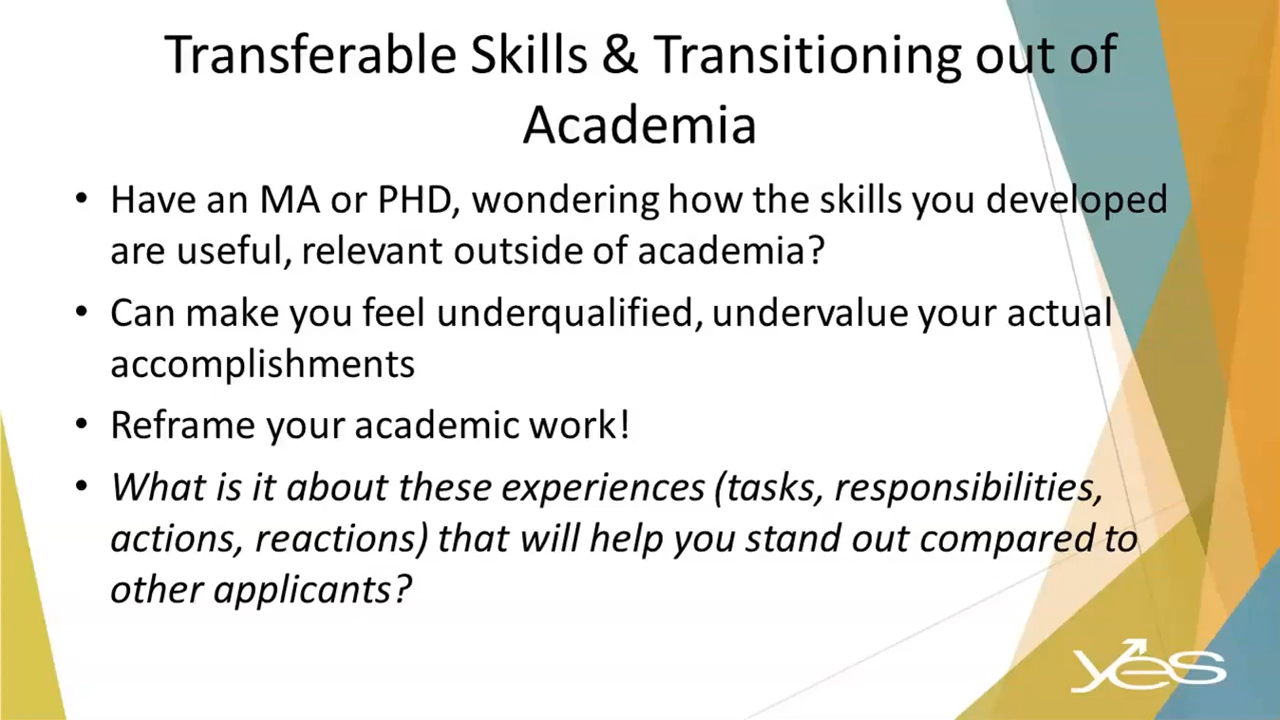 Transferable Skills & Transitioning out of
Academia
• Have an MA or PHD, wondering how the skills you developed
are useful, relevant outside of academia?
• Can make you feel underqualified, undervalue your actual
accomplishments
• Reframe your academic work!
• What is it about these experiences (tasks, responsibilities,
actions, reactions) that will help you stand out compared to
other applicants?
yes